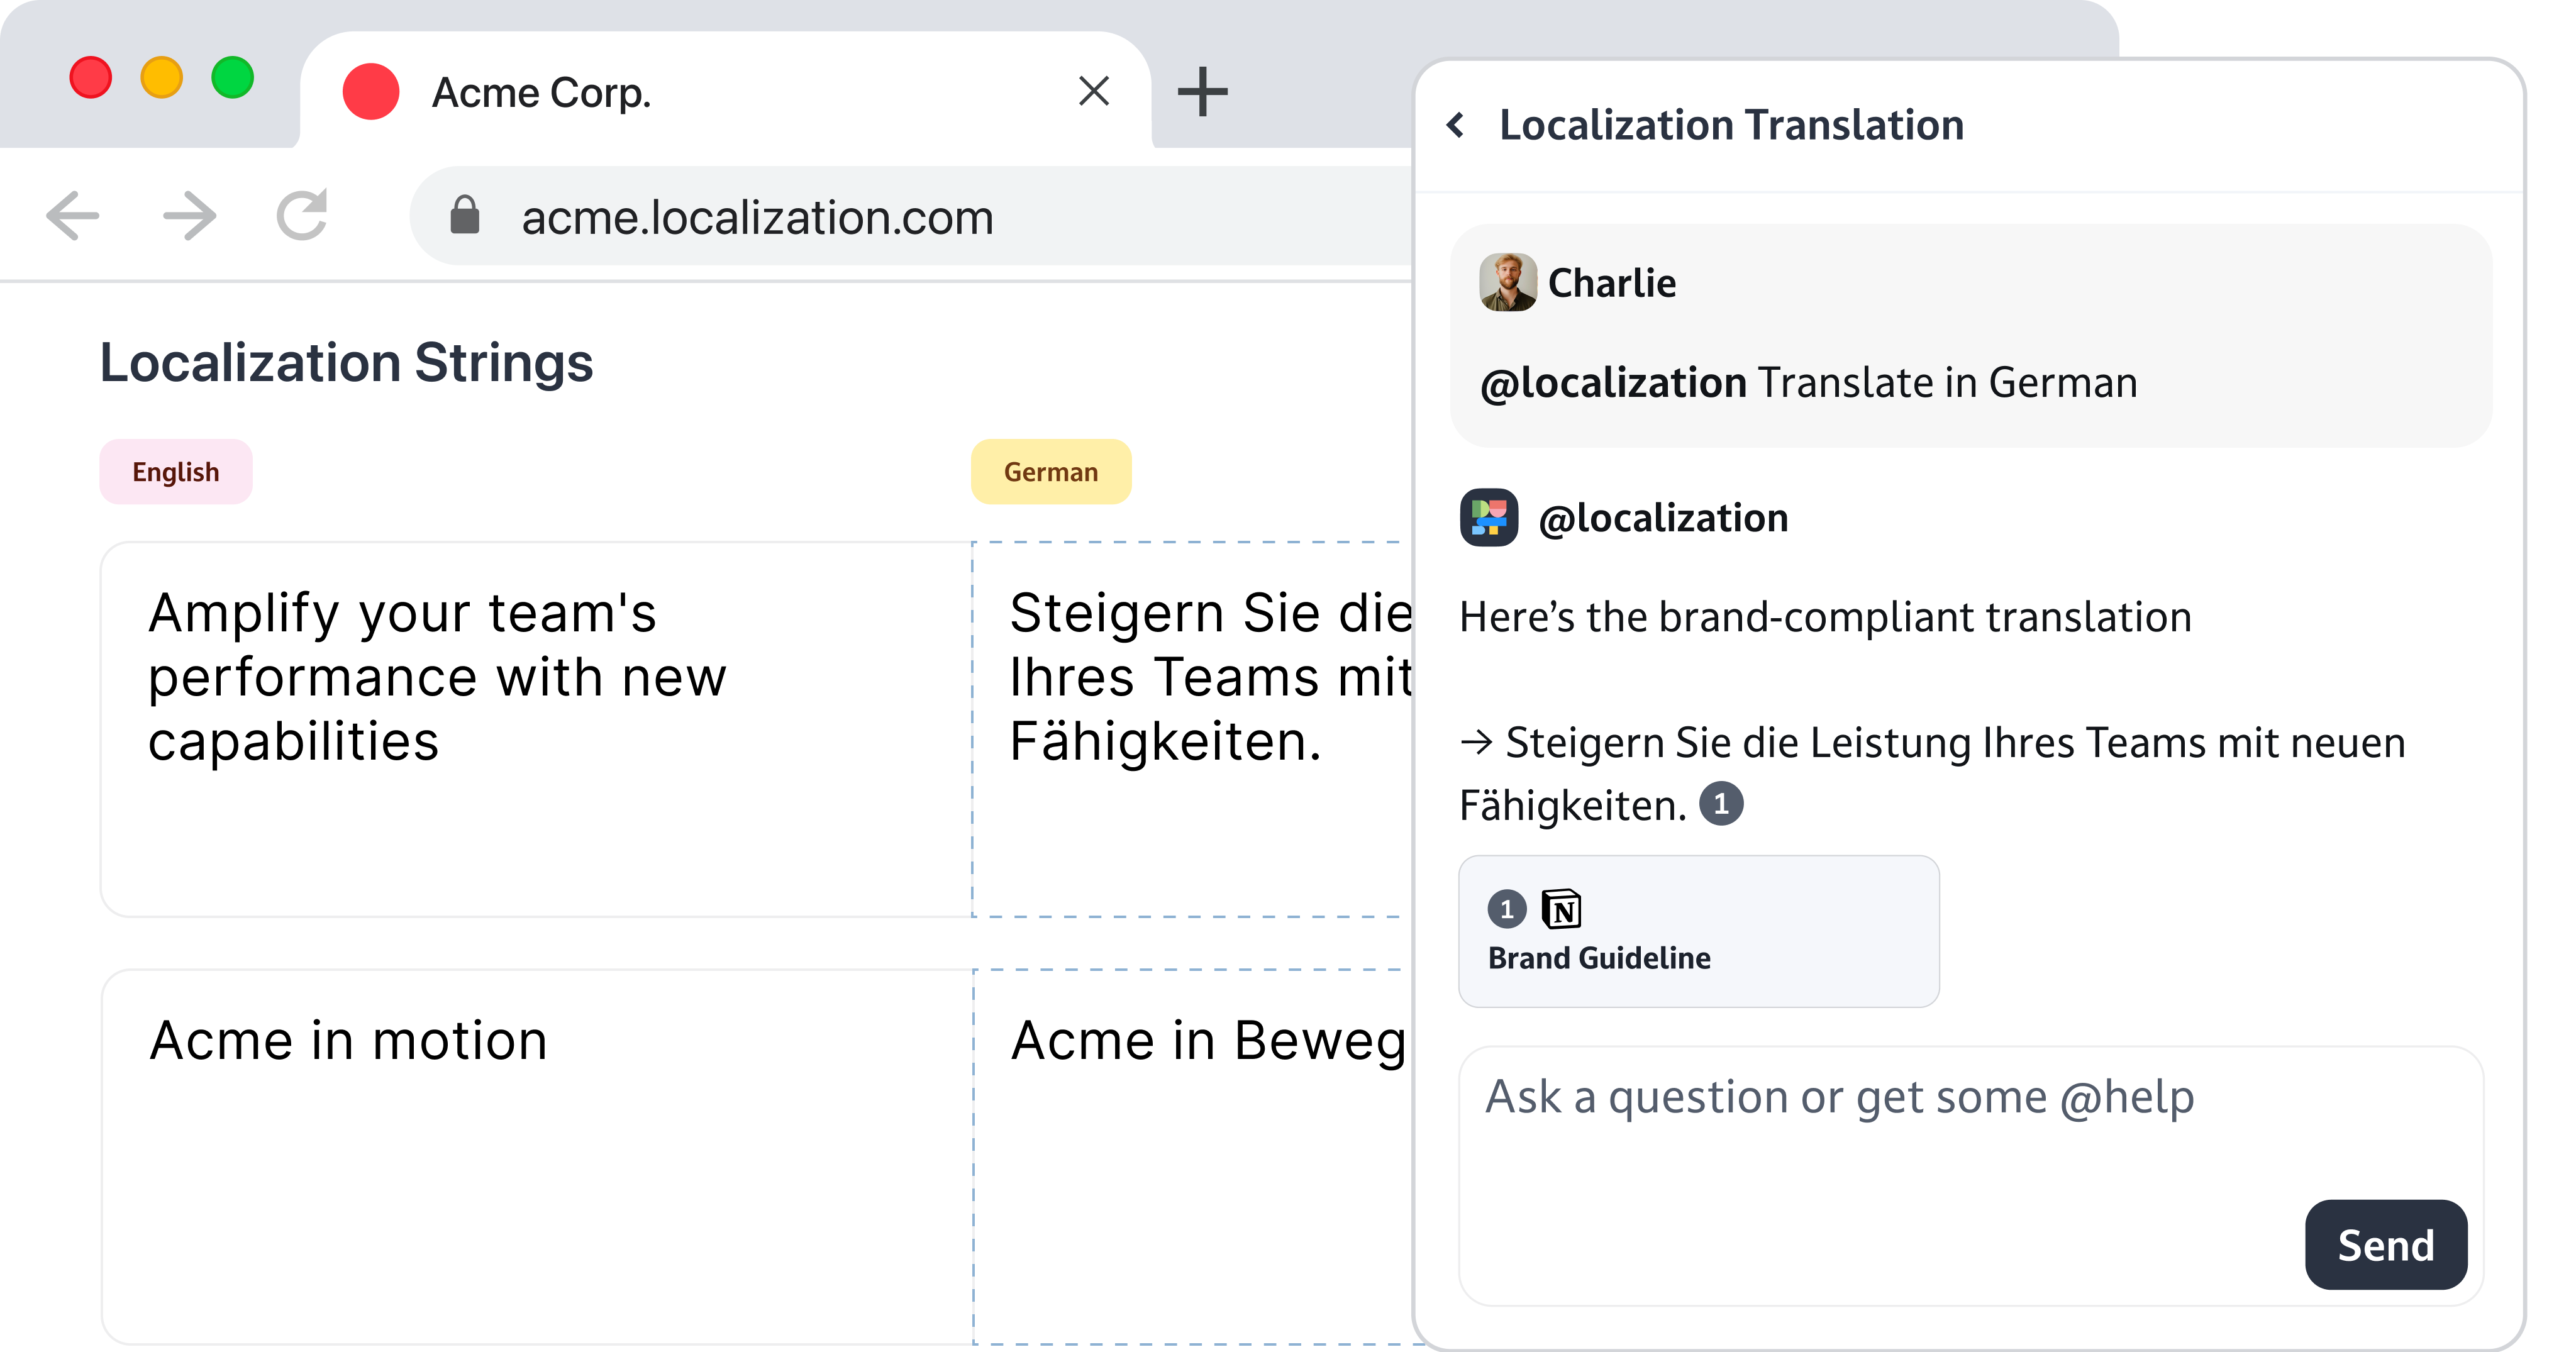 Acme Corp.
acme.localization.com
Localization Strings
English
German
Amplify your team's
performance with new
capabilities
Steigern Sie die
Ihres Teams mit
Fähigkeiten.
Acme in motion
Acme in Beweg
Localization Translation
Charlie
@localization Translate in German
@localization
Here’s the brand-compliant translation
→ Steigern Sie die Leistung Ihres Teams mit neuen
Fähigkeiten. 1
1 N
Brand Guideline
Ask a question or get some @help
Send